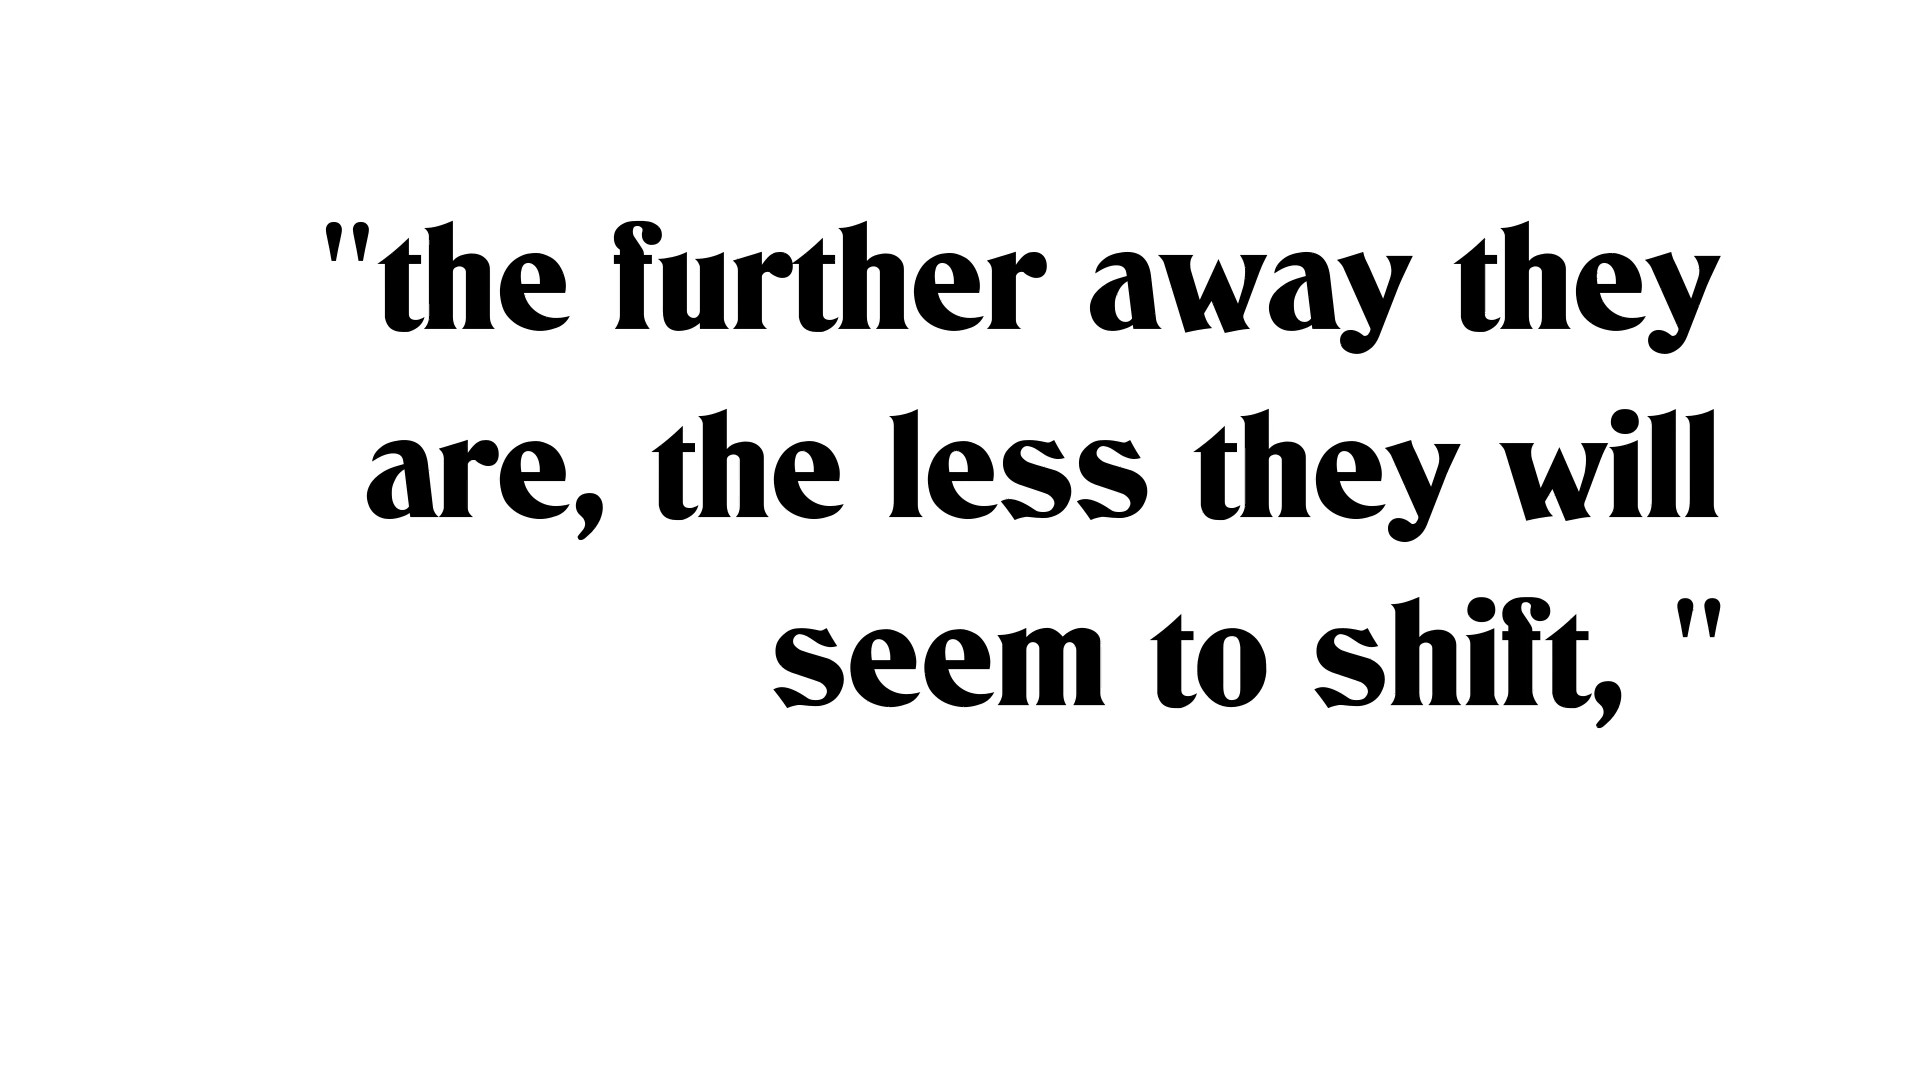 "the further away they
are, the less they will
seem to shift, "